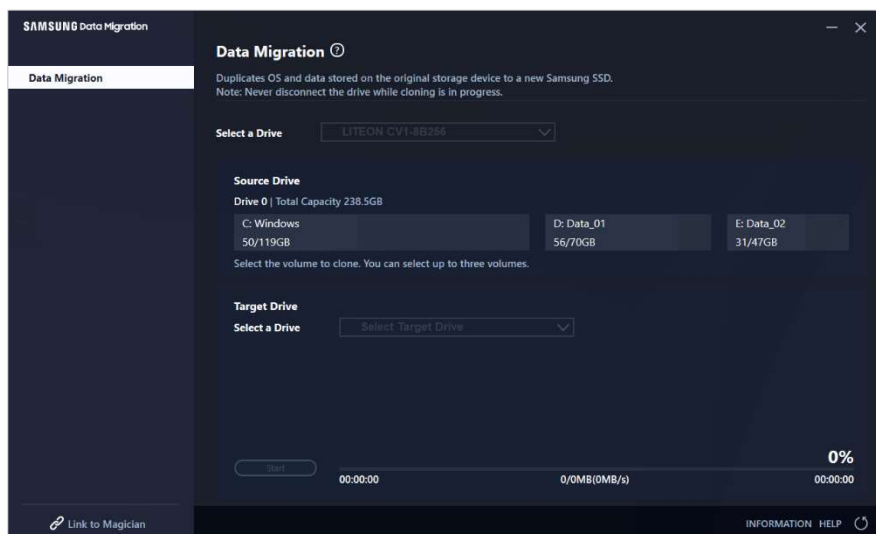 SAMSUNG Data Migration
Data Migration
Data Migration ?
Duplicates OS and data stored on the original storage device to a new Samsung SSD.
Note: Never disconnect the drive while cloning is in progress.
Select a Drive LITEON CV1-8B256
Source Drive
Drive 0 | Total Capacity 238.5GB
C: Windows D: Data_01 E: Data_02
50/119GB 56/70GB 31/47GB
Select the volume to clone. You can select up to three volumes.
Target Drive
Select a Drive Select Target Drive
0%
Start
00:00:00 0/0MB(0MB/s) 00:00:00
Link to Magician INFORMATION HELP